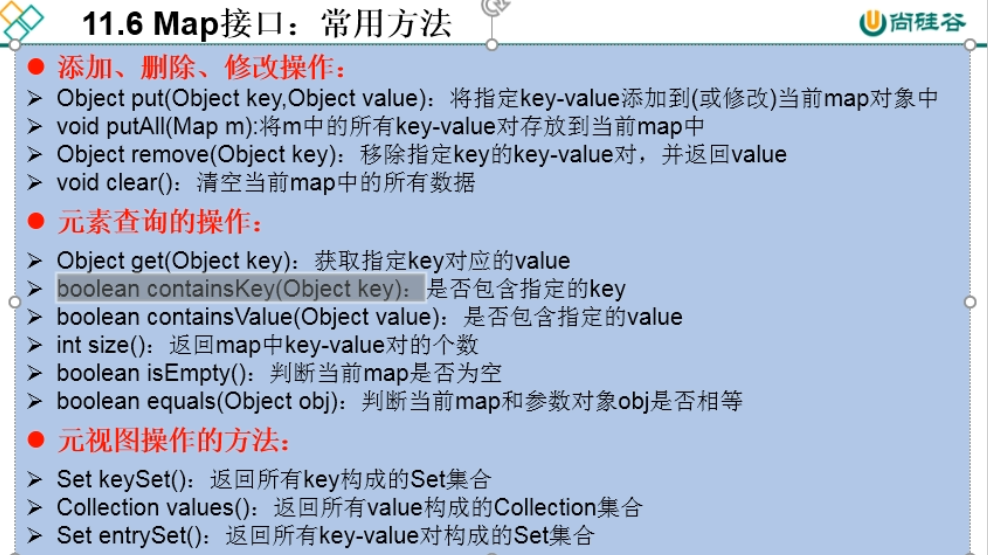 11.6 Map接口：常用方法
尚硅谷
添加、删除、修改操作：
Object put(Object key,Object value)：将指定key-value添加到(或修改)当前map对象中
void putAll(Map m):将m中的所有key-value对存放到当前map中
Object remove(Object key)：移除指定key的key-value对，并返回value
void clear()：清空当前map中的所有数据
元素查询的操作：
Object get(Object key)：获取指定key对应的value
boolean containsKey(Object key)：是否包含指定的key
boolean containsValue(Object value)：是否包含指定的value
int size()：返回map中key-value对的个数
boolean isEmpty()：判断当前map是否为空
boolean equals(Object obj)：判断当前map和参数对象obj是否相等
元视图操作的方法：
Set keySet()：返回所有key构成的Set集合
Collection values()：返回所有value构成的Collection集合
Set entrySet()：返回所有key-value对构成的Set集合